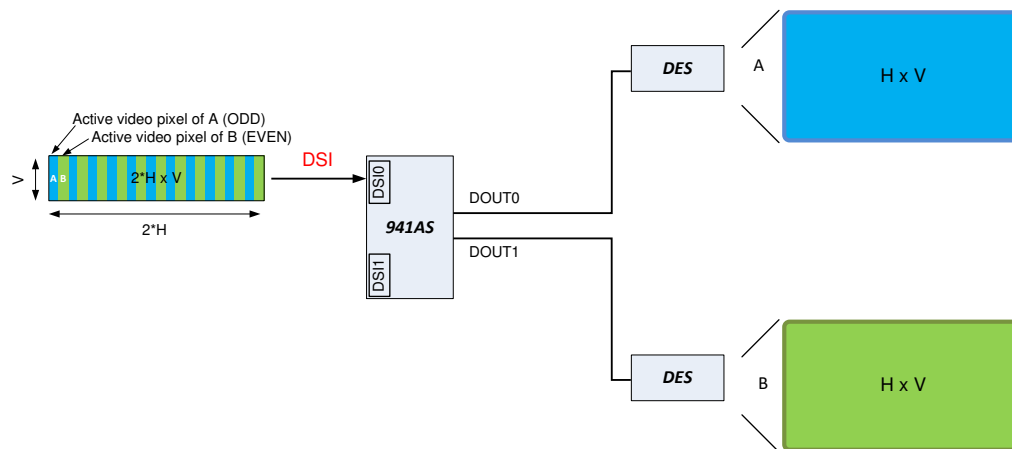 Active video pixel of A (ODD)
Active video pixel of B (EVEN)
V
A B 2*H x V
2*H
DSI
DSI0
941AS
DSI1
DOUT0
DOUT1
DES
A
H x V
DES
B
H x V